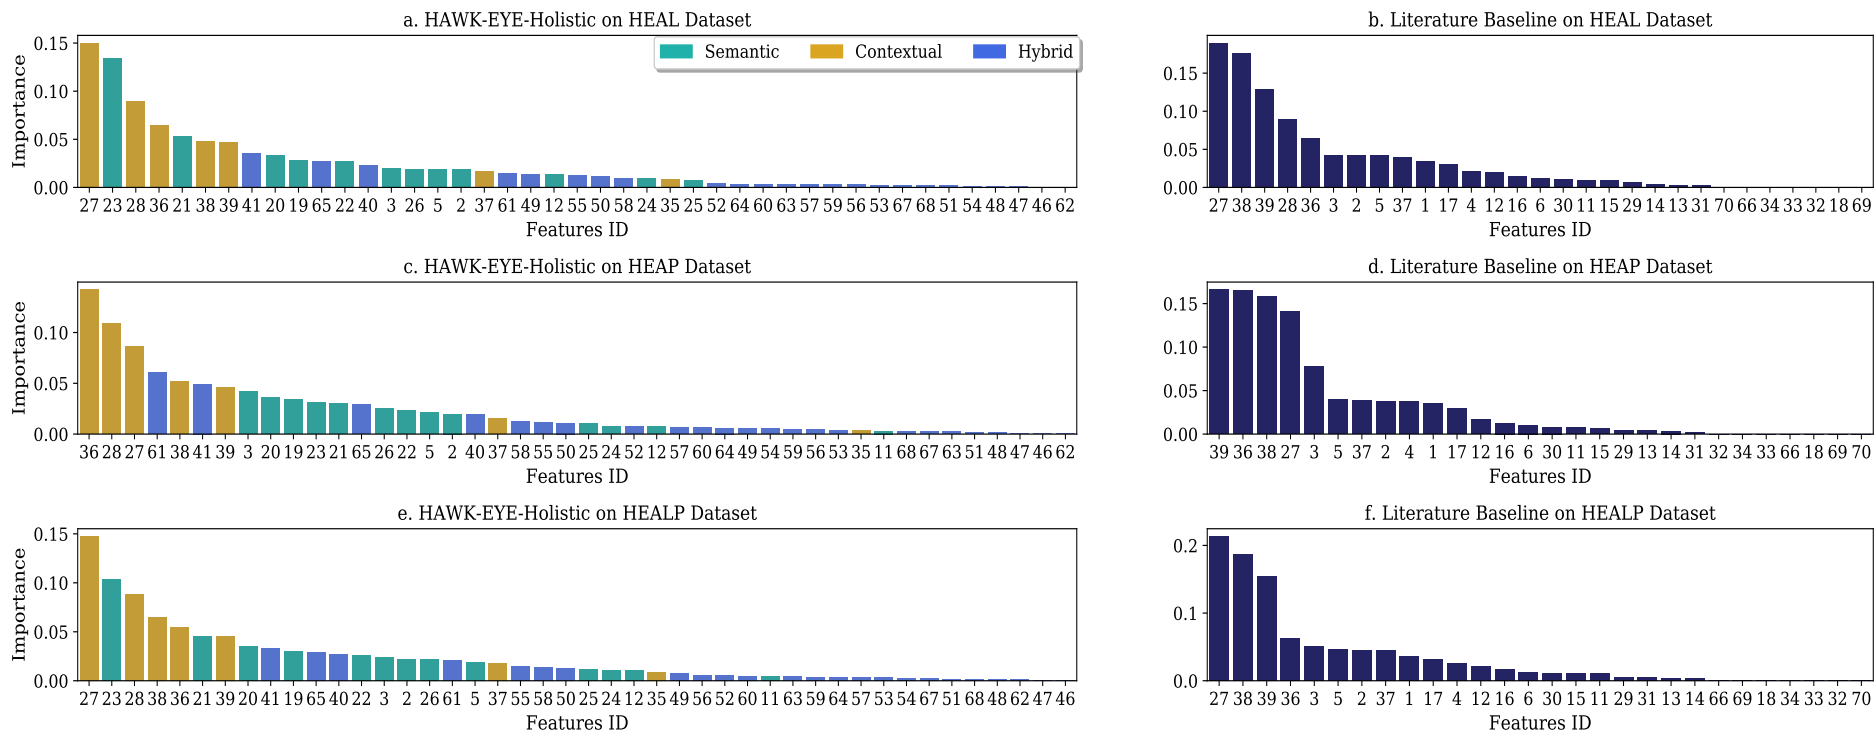 a. HAWK-EYE-Holistic on HEAL Dataset
Importance
0.15
0.10
0.05
0.00
Semantic Contextual Hybrid
27 23 28 36 21 38 39 41 20 19 65 22 40 3 26 5 2 37 61 49 12 55 50 58 24 35 25 52 64 60 63 57 59 56 53 67 68 51 54 48 47 46 62
Features ID
b. Literature Baseline on HEAL Dataset
0.15
0.10
0.05
0.00
27 38 39 28 36 3 2 5 37 1 17 4 12 16 6 30 11 15 29 14 13 31 70 66 34 33 32 18 69
Features ID
c. HAWK-EYE-Holistic on HEAP Dataset
Importance
0.10
0.05
0.00
36 28 27 61 38 41 39 3 20 19 23 21 65 26 22 5 2 40 37 58 55 50 25 24 52 12 57 60 64 49 54 59 56 53 35 11 68 67 63 51 48 47 46 62
Features ID
d. Literature Baseline on HEAP Dataset
0.15
0.10
0.05
0.00
39 36 38 27 3 5 37 2 4 1 17 12 16 6 30 11 15 29 13 14 31 32 34 33 66 18 69 70
Features ID
e. HAWK-EYE-Holistic on HEALP Dataset
Importance
0.15
0.10
0.05
0.00
27 23 28 38 36 21 39 20 41 19 65 40 22 3 2 26 61 5 37 55 58 50 25 24 12 35 49 56 52 60 11 63 59 64 57 53 54 67 51 68 48 62 47 46
Features ID
f. Literature Baseline on HEALP Dataset
0.2
0.1
0.0
27 38 39 36 3 5 2 37 1 17 4 12 16 6 30 15 11 29 31 13 14 66 69 18 34 33 32 70
Features ID